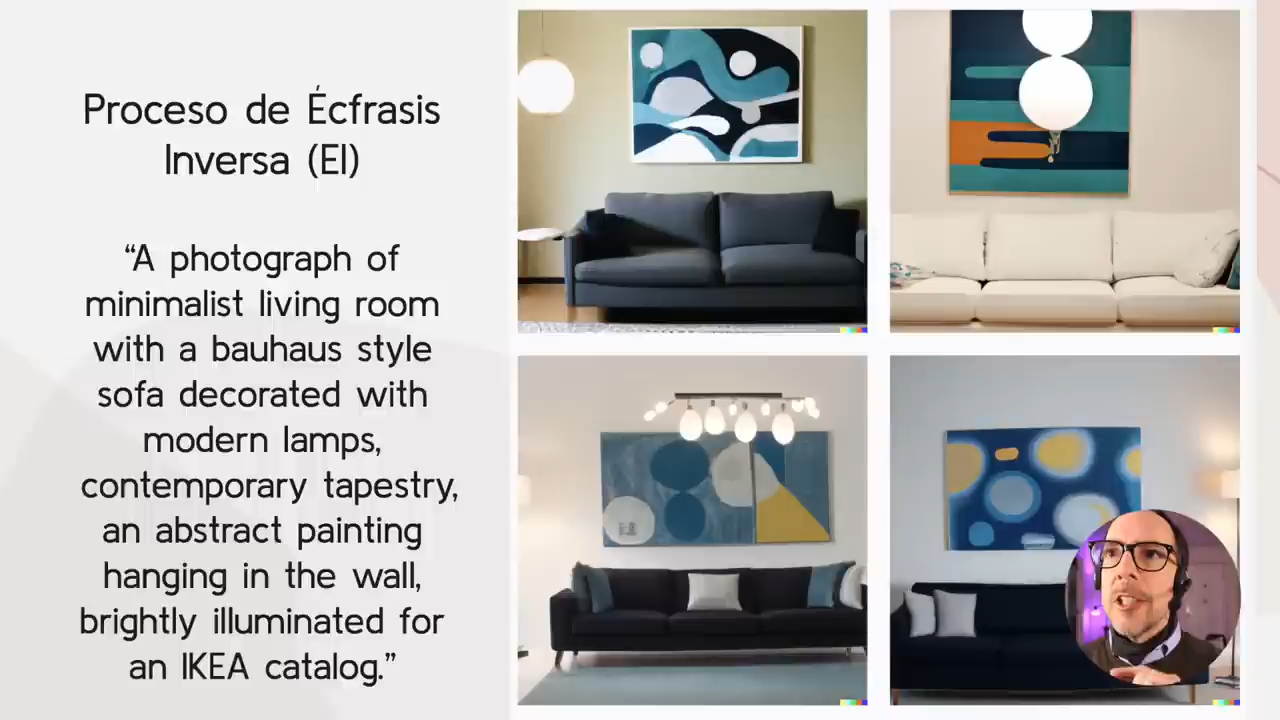 Proceso de Écfrasis
Inversa (EI)
“A photograph of
minimalist living room
with a bauhaus style
sofa decorated with
modern lamps,
contemporary tapestry,
an abstract painting
hanging in the wall,
brightly illuminated for
an IKEA catalog.”